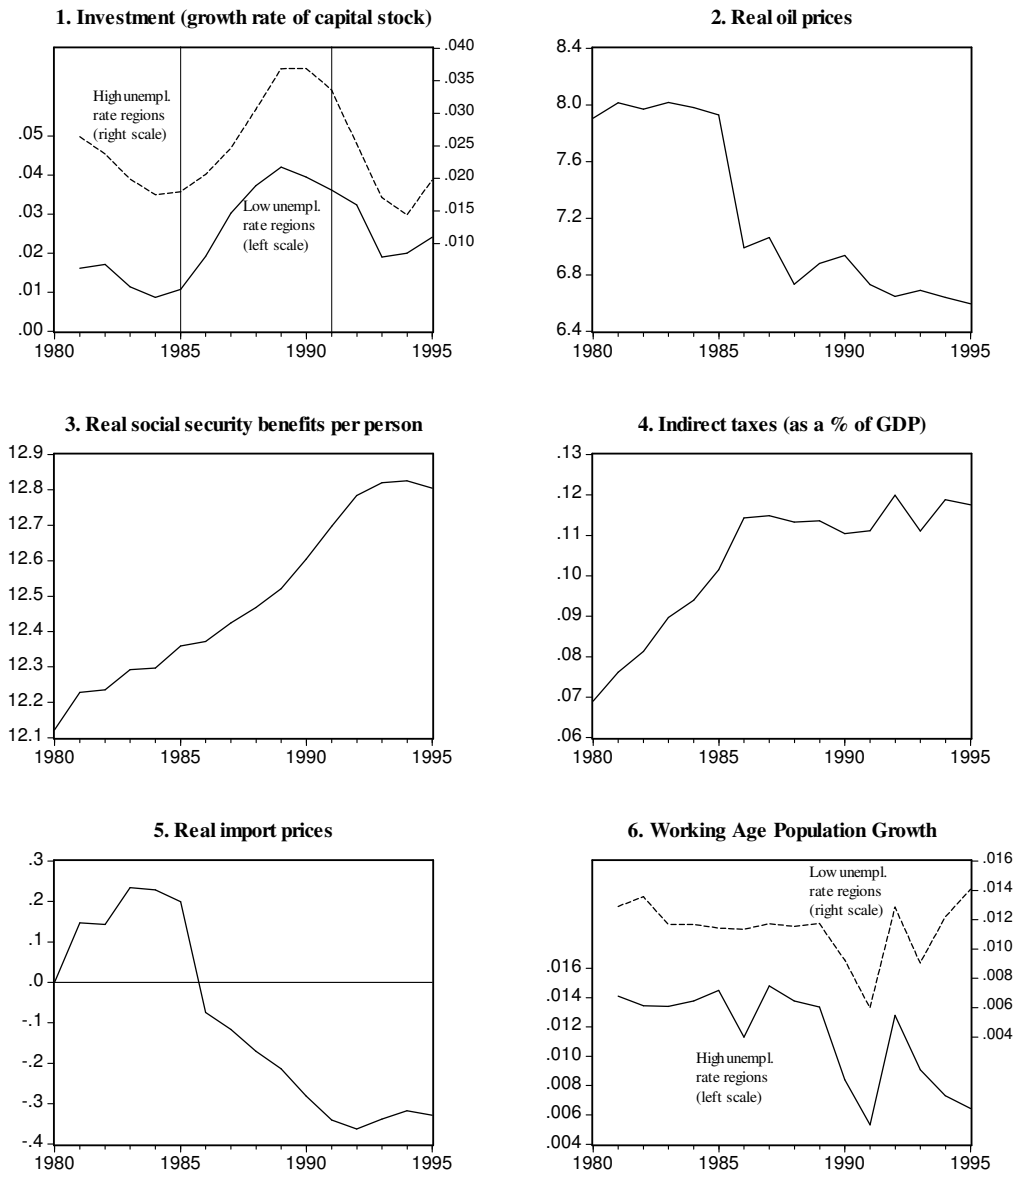 1. Investment (growth rate of capital stock)
2. Real oil prices
.040
.035
.030
.025
.020
.015
.010
.05
.04
.03
.02
.01
.00
High unempl.
rate regions
(right scale)
Low unempl.
rate regions
(left scale)
1980 1985 1990 1995
8.4
8.0
7.6
7.2
6.8
6.4
1980 1985 1990 1995
3. Real social security benefits per person
4. Indirect taxes (as a % of GDP)
12.9
12.8
12.7
12.6
12.5
12.4
12.3
12.2
12.1
1980 1985 1990 1995
.13
.12
.11
.10
.09
.08
.07
.06
1980 1985 1990 1995
5. Real import prices
6. Working Age Population Growth
.3
.2
.1
.0
-.1
-.2
-.3
-.4
1980 1985 1990 1995
Low unempl.
rate regions
(right scale)
.016
.014
.012
.010
.008
.006
.004
.016
.014
.012
.010
.008
.006
.004
High unempl.
rate regions
(left scale)
1980 1985 1990 1995